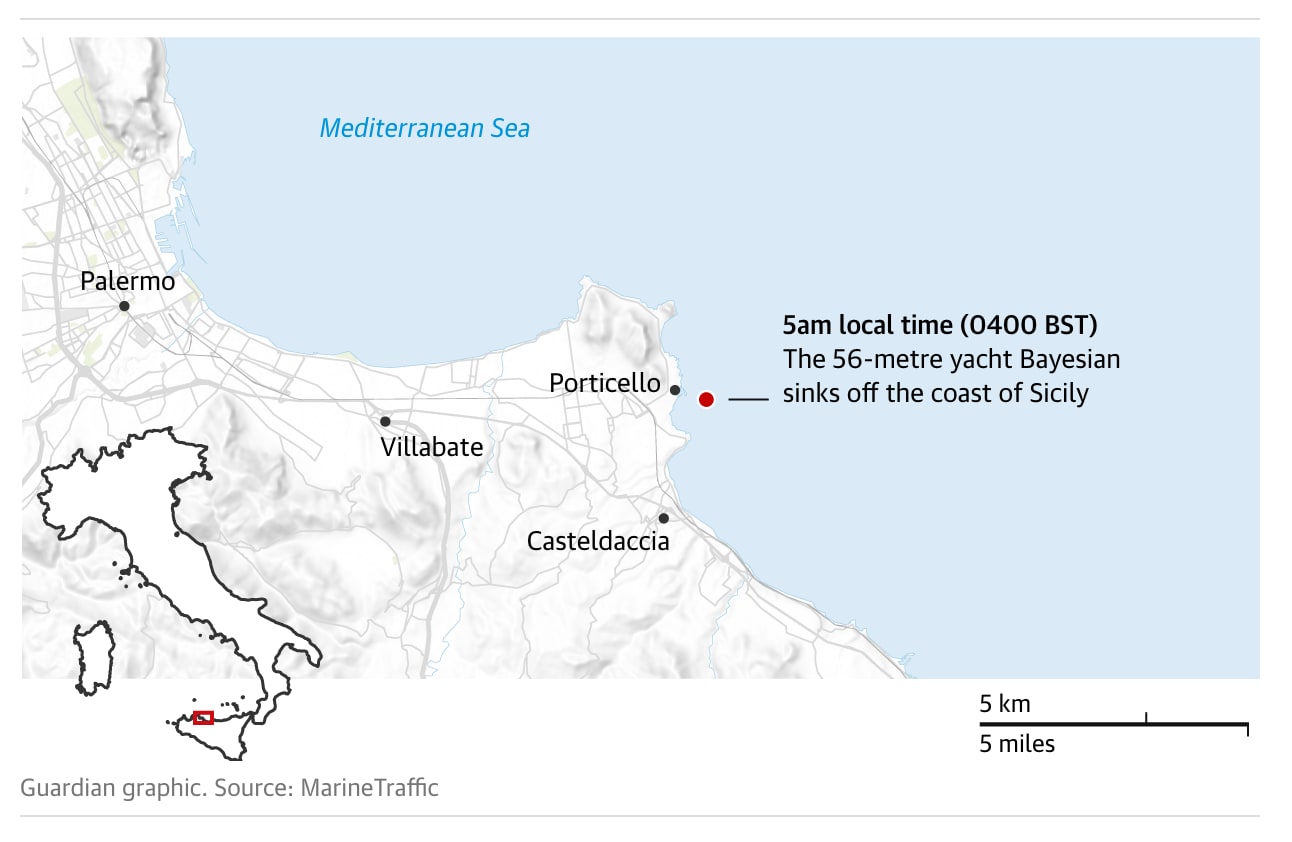 Mediterranean Sea
Palermo
5am local time (0400 BST)
The 56-metre yacht Bayesian
sinks off the coast of Sicily
Porticello
Villabate
Casteldaccia
5 km
5 miles
Guardian graphic. Source: MarineTraffic